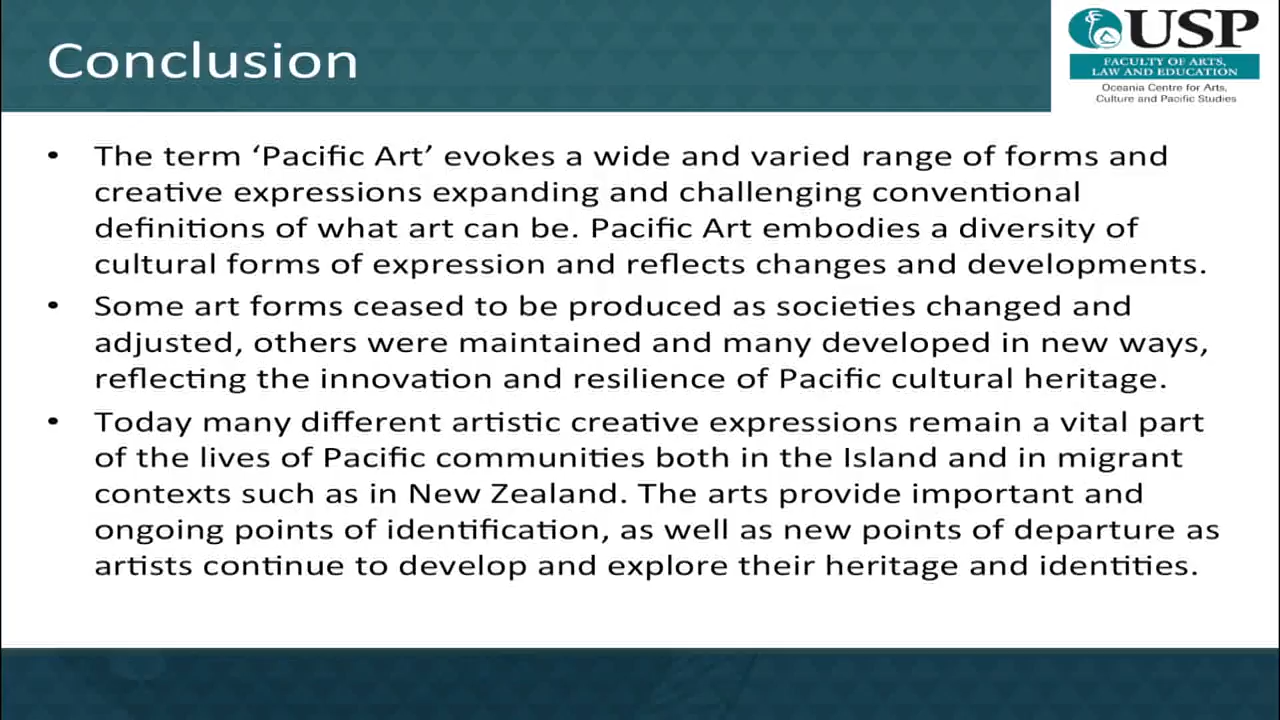 Conclusion
USP
FACULTY OF ARTS,
LAW AND EDUCATION
Oceania Centre for Arts,
Culture and Pacific Studies
• The term ‘Pacific Art’ evokes a wide and varied range of forms and
creative expressions expanding and challenging conventional
definitions of what art can be. Pacific Art embodies a diversity of
cultural forms of expression and reflects changes and developments.
• Some art forms ceased to be produced as societies changed and
adjusted, others were maintained and many developed in new ways,
reflecting the innovation and resilience of Pacific cultural heritage.
• Today many different artistic creative expressions remain a vital part
of the lives of Pacific communities both in the Island and in migrant
contexts such as in New Zealand. The arts provide important and
ongoing points of identification, as well as new points of departure as
artists continue to develop and explore their heritage and identities.